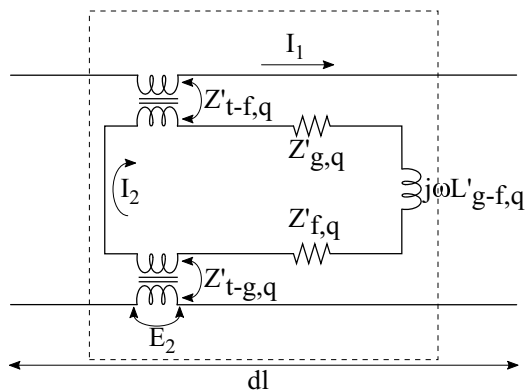 I1
Z't-f,q
Z'g,q
I2
jωL'g-f,q
Z'f,q
Z't-g,q
E2
dl